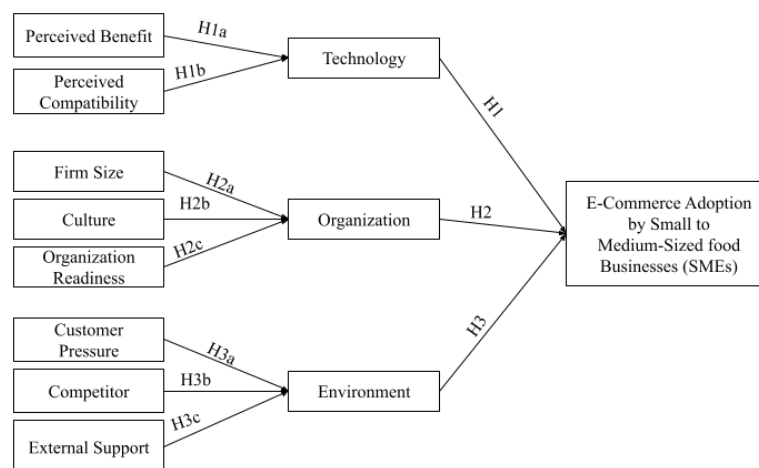 Perceived Benefit
H1a
Perceived
Compatibility
H1b
Technology
H1
Firm Size
H2a
Culture
H2b
Organization
Readiness
H2c
Organization
H2
E-Commerce Adoption
by Small to
Medium-Sized food
Businesses (SMEs)
Customer
Pressure
H3a
Competitor
H3b
External Support
H3c
Environment
H3